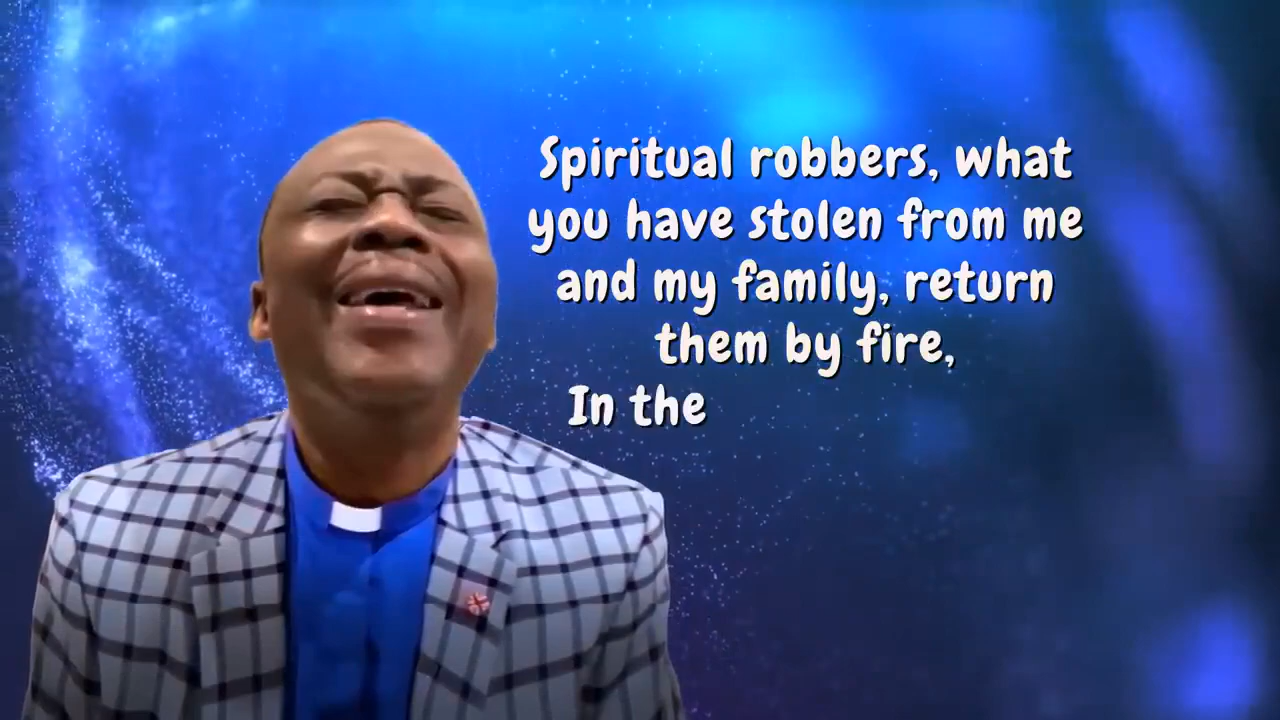 Spiritual robbers, what
you have stolen from me
and my family, return
them by fire,
In the